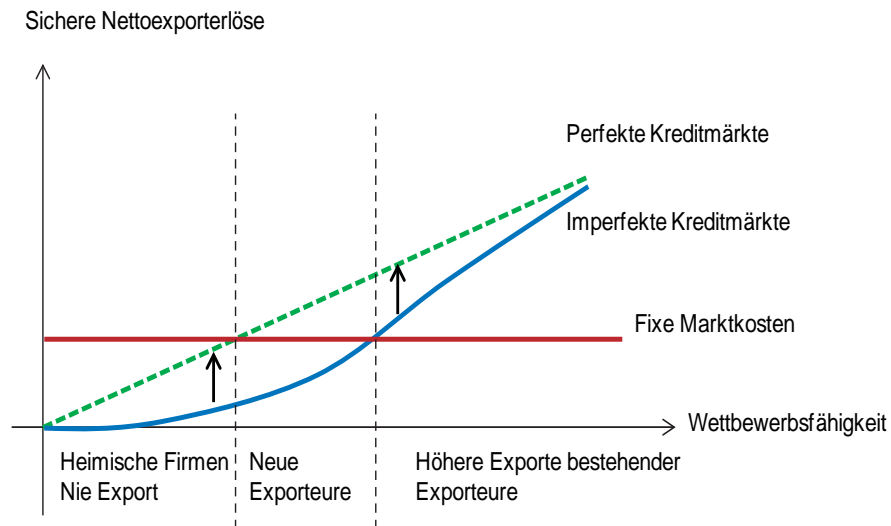 Sichere Nettoexporterlöse
Perfekte Kreditmärkte
Imperfekte Kreditmärkte
Fixe Marktkosten
Wettbewerbsfähigkeit
Heimische Firmen
Nie Export
Neue
Exporteure
Höhere Exporte bestehender
Exporteure